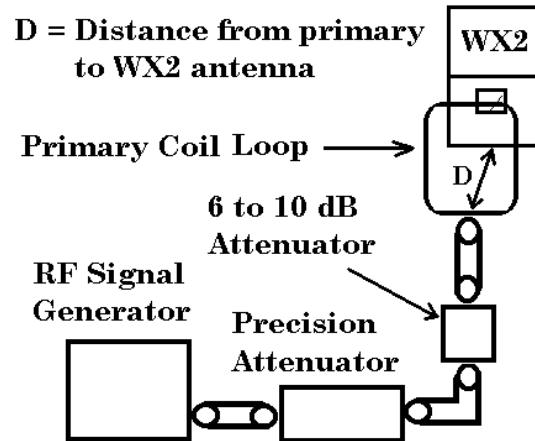 D = Distance from primary
to WX2 antenna
WX2
Primary Coil Loop
D
6 to 10 dB
Attenuator
RF Signal
Generator
Precision
Attenuator